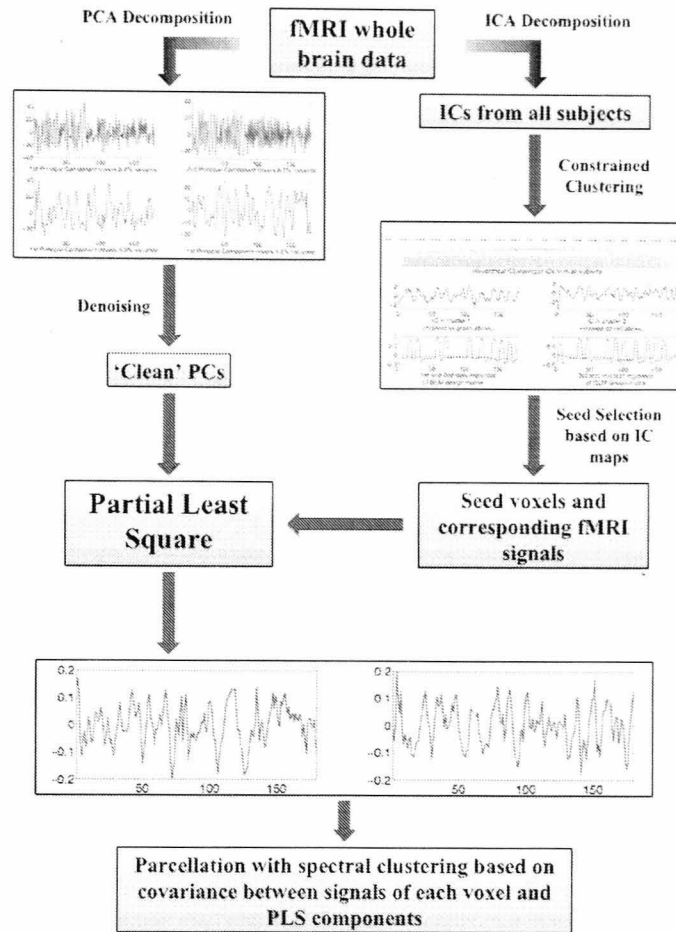 PCA Decomposition
fMRI whole
brain data
ICA Decomposition
ICs from all subjects
Constrained
Clustering
Denoising
'Clean' PCs
Seed Selection
based on IC
maps
Partial Least
Square
Seed voxels and
corresponding fMRI
signals
0.2
0.1
0
-0.1
-0.2
50
100
150
0.2
0.1
0
-0.1
-0.2
50
100
150
Parcellation with spectral clustering based on
covariance between signals of each voxel and
PLS components